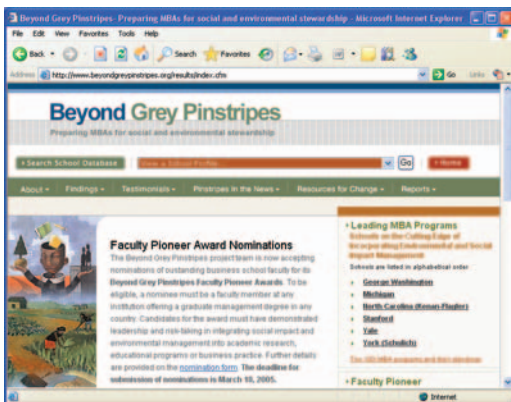 Beyond Grey Pinstripes- Preparing MBAs for social and environmental stewardship - Microsoft Internet Explorer
File Edit View Favorites Tools Help
Back Search Favorites
Address http://www.beyondgreypinstripes.org/results/index.cfm Go Links
Beyond Grey Pinstripes
Preparing MBAs for social and environmental stewardship
Search School Database View a School Profile Go Home
About Findings Testimonials Pinstripes in the News Resources for Change Reports
Faculty Pioneer Award Nominations
The Beyond Grey Pinstripes project team is now accepting
nominations of oustanding business school faculty for its
Beyond Grey Pinstripes Faculty Pioneer Awards. To be
eligible, a nominee must be a faculty member at any
institution offering a graduate management degree in any
country. Candidates for the award must have demonstrated
leadership and risk-taking in integrating social impact and
environmental management into academic research,
educational programs or business practice. Further details
are provided on the nomination form. The deadline for
submission of nominations is March 10, 2005.
Leading MBA Programs
Schools on the Cutting Edge of
Incorporating Environmental and Social
Impact Management
Schools are listed in alphabetical order
George Washington
Michigan
North Carolina (Kenan-Flagler)
Stanford
Yale
York (Schulich)
Faculty Pioneer
Internet